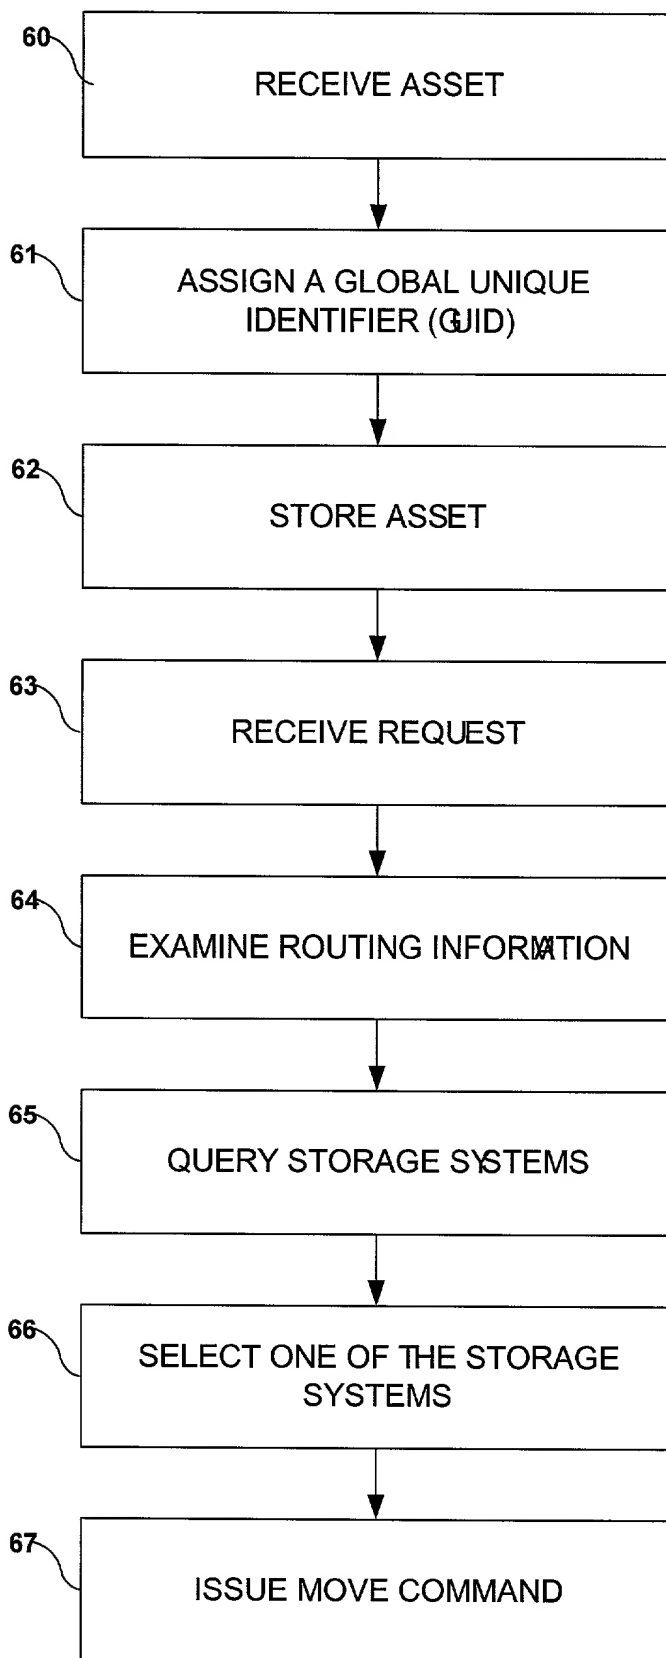 60
RECEIVE ASSET
61
ASSIGN A GLOBAL UNIQUE
IDENTIFIER (GUID)
62
STORE ASSET
63
RECEIVE REQUEST
64
EXAMINE ROUTING INFORMATION
65
QUERY STORAGE SYSTEMS
66
SELECT ONE OF THE STORAGE
SYSTEMS
67
ISSUE MOVE COMMAND